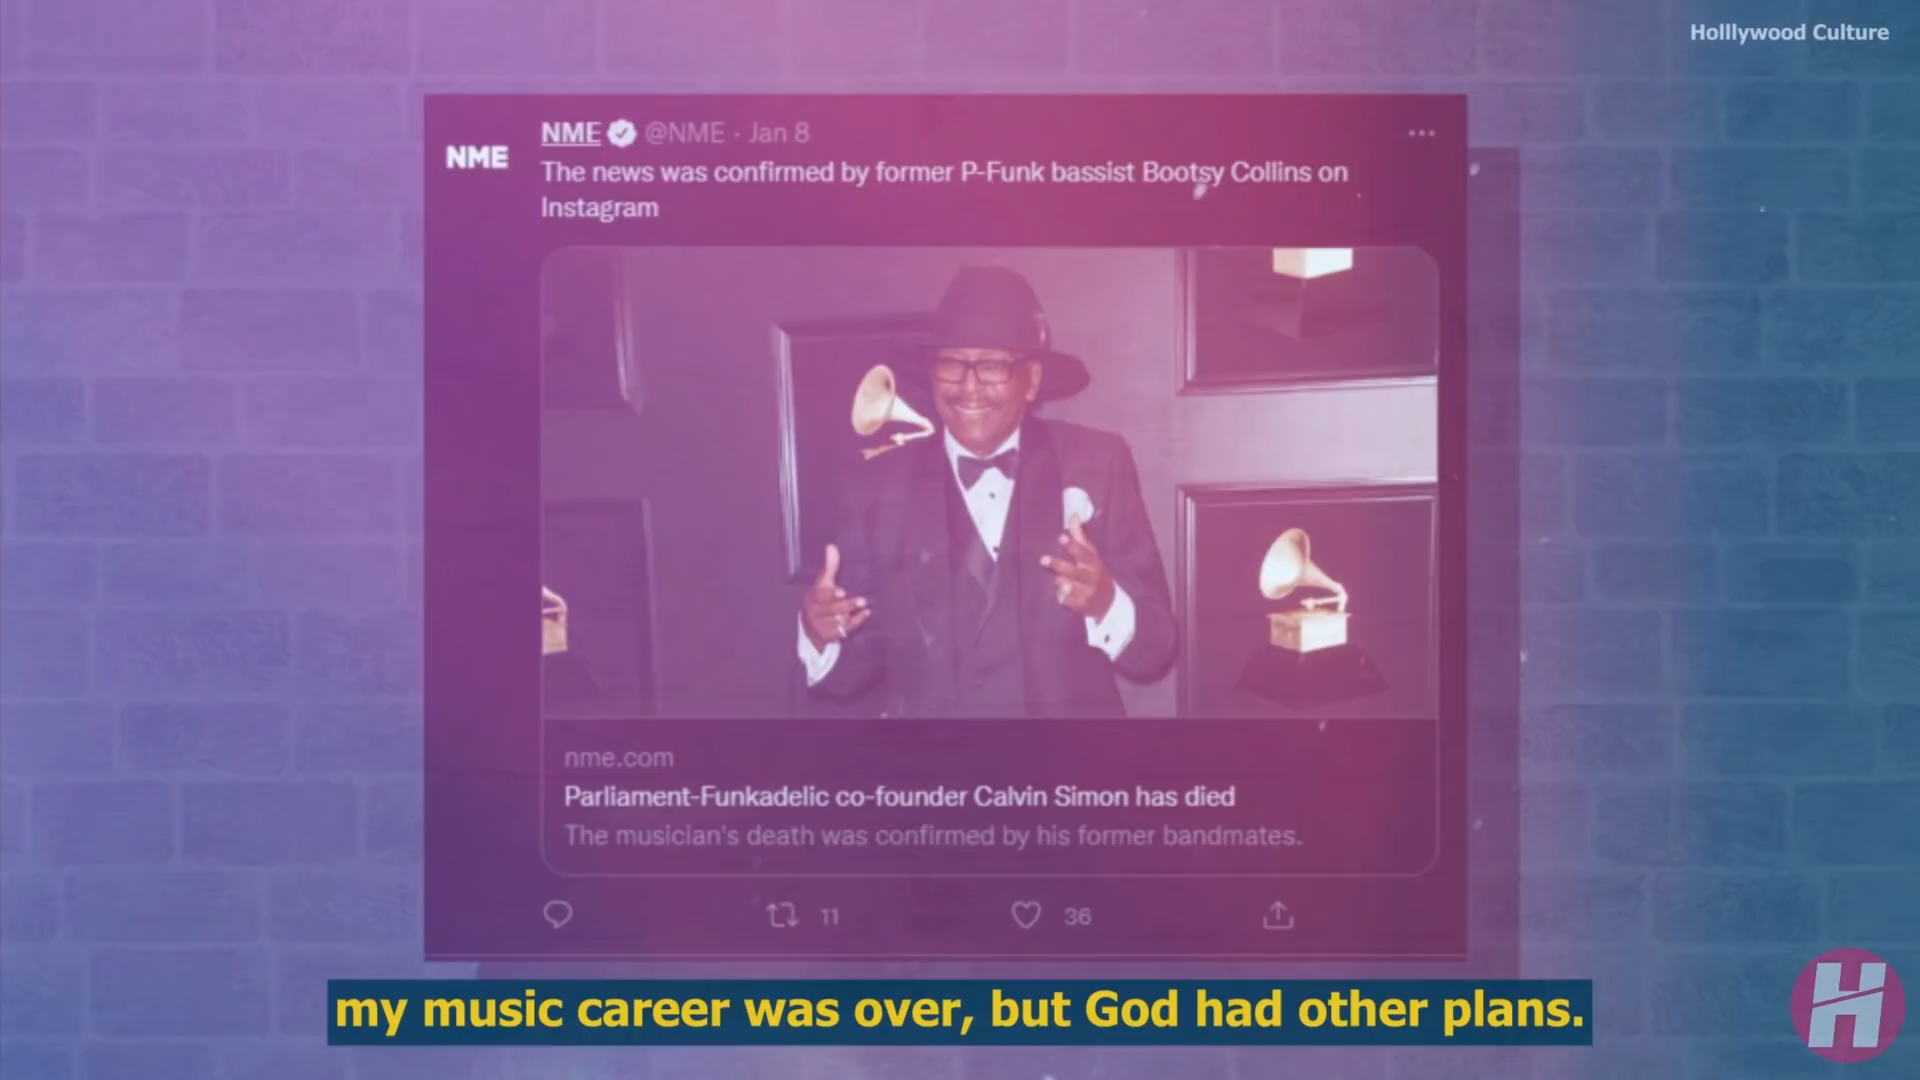 Holllywood Culture
NME @NME · Jan 8
NME
The news was confirmed by former P-Funk bassist Bootsy Collins on
Instagram
nme.com
Parliament-Funkadelic co-founder Calvin Simon has died
The musician's death was confirmed by his former bandmates.
11 36
my music career was over, but God had other plans.
H